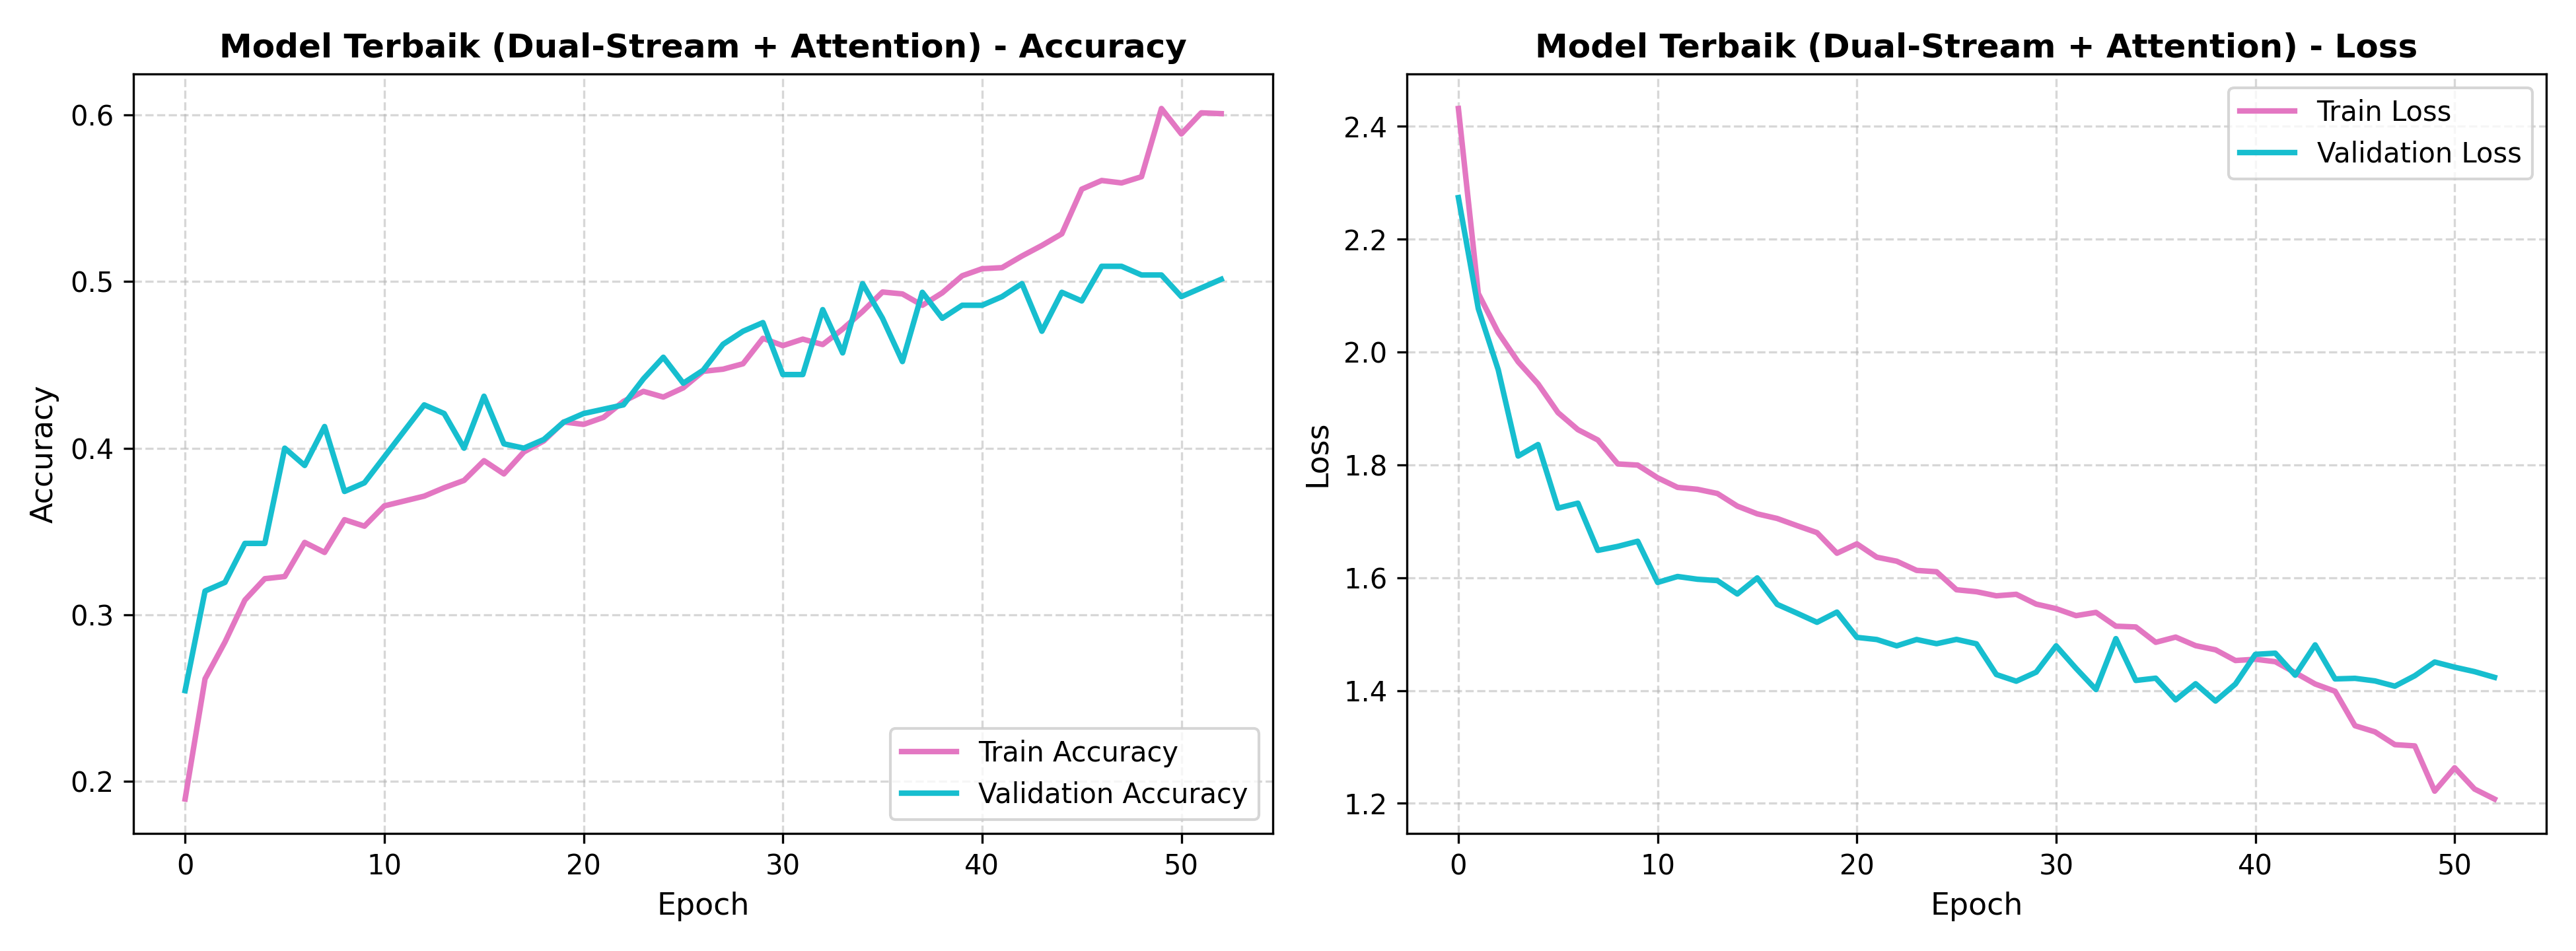 Model Terbaik (Dual-Stream + Attention) - Accuracy
0.6
0.5
0.4
0.3
0.2
Accuracy
0
10
20
30
40
50
Epoch
Train Accuracy
Validation Accuracy
Model Terbaik (Dual-Stream + Attention) - Loss
2.4
2.2
2.0
1.8
1.6
1.4
1.2
Loss
0
10
20
30
40
50
Epoch
Train Loss
Validation Loss